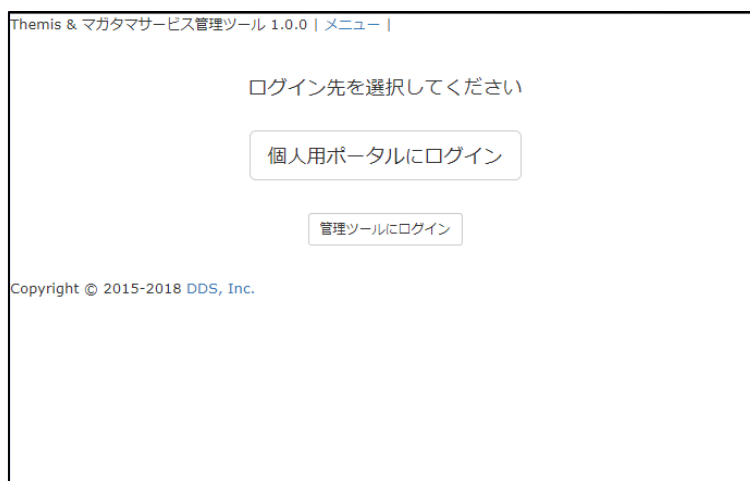 Themis & マガタマサービス管理ツール 1.0.0 | メニュー |
ログイン先を選択してください
個人用ポータルにログイン
管理ツールにログイン
Copyright © 2015-2018 DDS, Inc.